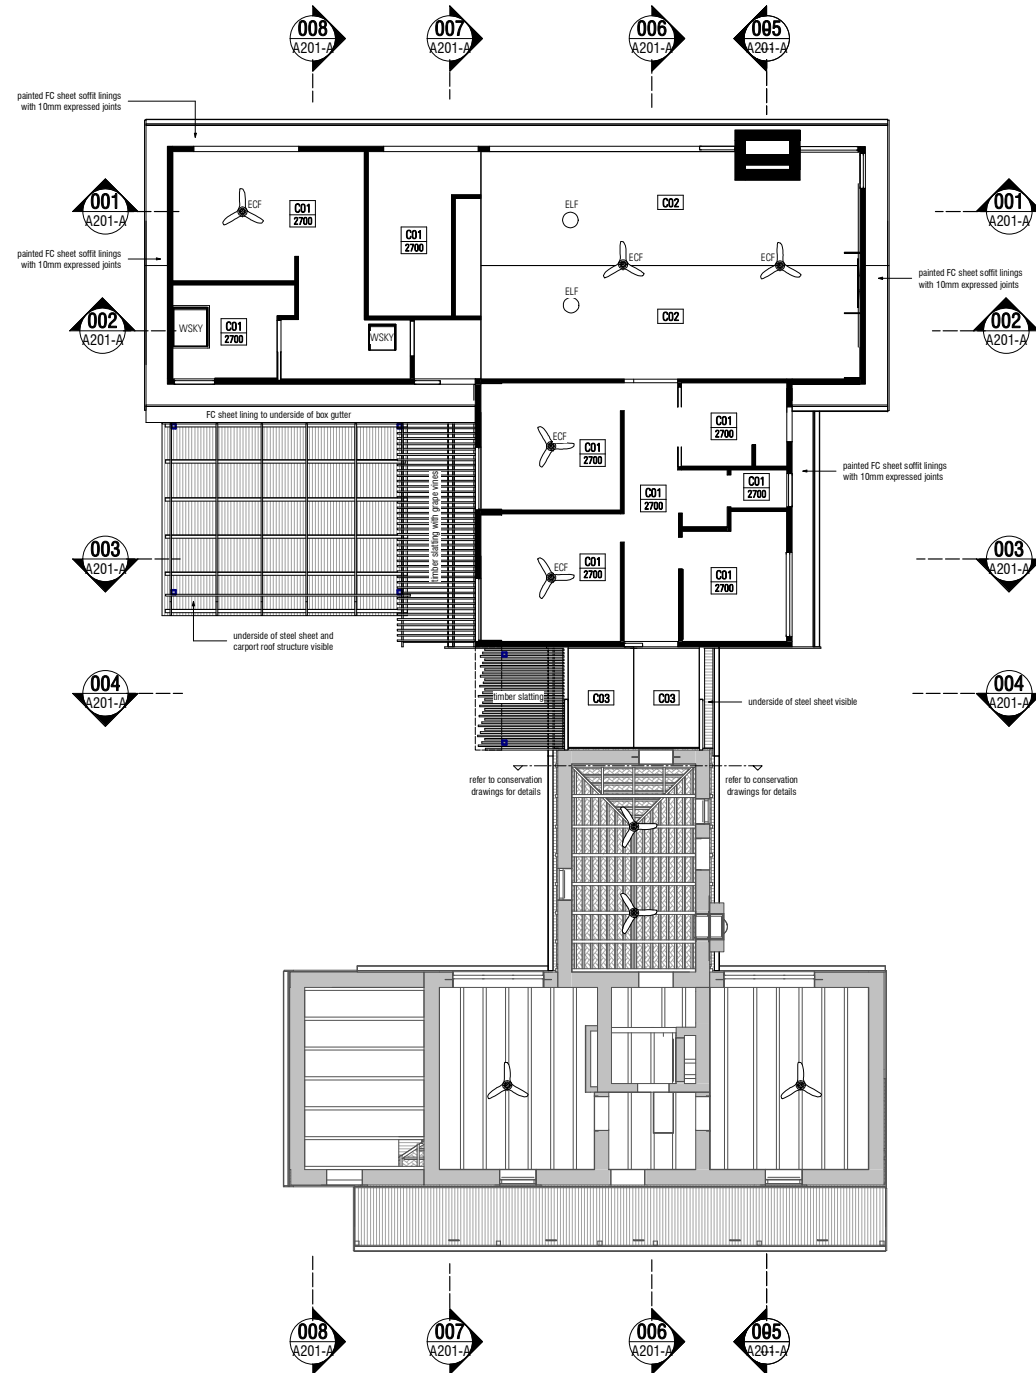 008
A201-A
007
A201-A
006
A201-A
005
A201-A
painted FC sheet soffit linings
with 10mm expressed joints
001
A201-A
ECF
C01
2700
C01
2700
ELF
C02
ECF
ECF
001
A201-A
painted FC sheet soffit linings
with 10mm expressed joints
painted FC sheet soffit linings
with 10mm expressed joints
ELF
C02
002
A201-A
WSKY
C01
2700
WSKY
002
A201-A
FC sheet lining to underside of box gutter
ECF
C01
2700
C01
2700
painted FC sheet soffit linings
with 10mm expressed joints
timber slatting with grape vines
C01
2700
C01
2700
003
A201-A
ECF
C01
2700
C01
2700
003
A201-A
underside of steel sheet and
carport roof structure visible
004
A201-A
timber slatting
C03
C03
underside of steel sheet visible
004
A201-A
refer to conservation
drawings for details
refer to conservation
drawings for details
008
A201-A
007
A201-A
006
A201-A
005
A201-A